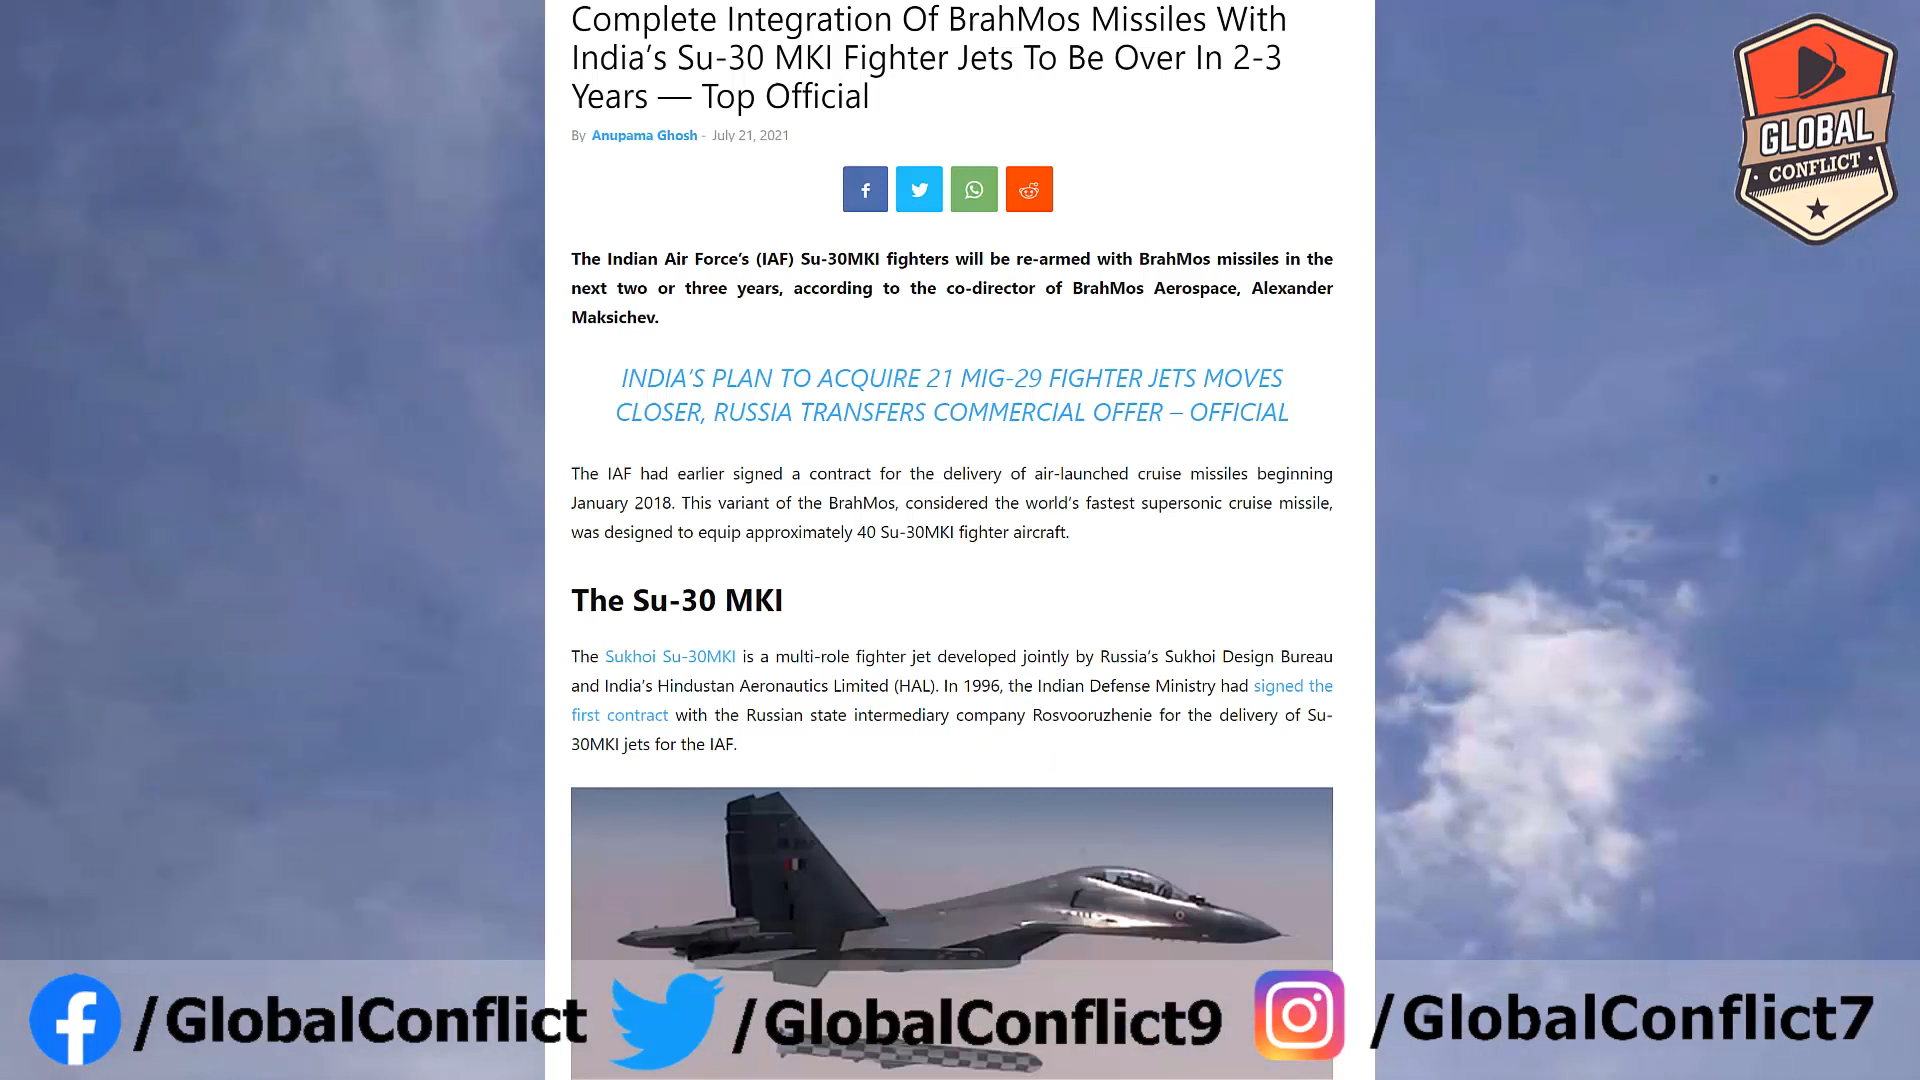 Complete Integration Of BrahMos Missiles With
India’s Su-30 MKI Fighter Jets To Be Over In 2-3
Years — Top Official
By Anupama Ghosh - July 21, 2021
The Indian Air Force’s (IAF) Su-30MKI fighters will be re-armed with BrahMos missiles in the
next two or three years, according to the co-director of BrahMos Aerospace, Alexander
Maksichev.
INDIA’S PLAN TO ACQUIRE 21 MIG-29 FIGHTER JETS MOVES
CLOSER, RUSSIA TRANSFERS COMMERCIAL OFFER – OFFICIAL
The IAF had earlier signed a contract for the delivery of air-launched cruise missiles beginning
January 2018. This variant of the BrahMos, considered the world’s fastest supersonic cruise missile,
was designed to equip approximately 40 Su-30MKI fighter aircraft.
The Su-30 MKI
The Sukhoi Su-30MKI is a multi-role fighter jet developed jointly by Russia’s Sukhoi Design Bureau
and India’s Hindustan Aeronautics Limited (HAL). In 1996, the Indian Defense Ministry had signed the
first contract with the Russian state intermediary company Rosvooruzhenie for the delivery of Su-
30MKI jets for the IAF.
GLOBAL
CONFLICT
/GlobalConflict
/GlobalConflict9
/GlobalConflict7